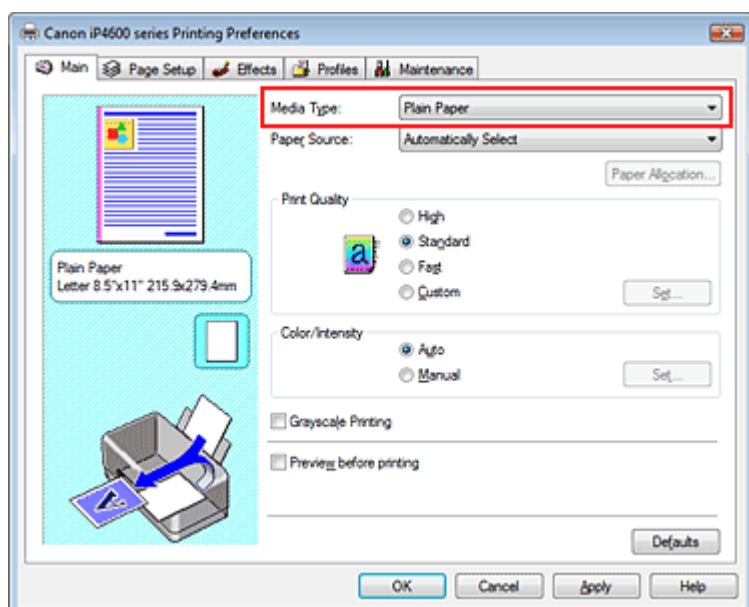 Canon iP4600 series Printing Preferences
Main Page Setup Effects Profiles Maintenance
Media Type: Plain Paper
Paper Source: Automatically Select
Paper Allocation...
Print Quality
High
a Standard
Fast
Custom Set...
Plain Paper
Letter 8.5"x11" 215.9x279.4mm
Color/Intensity
Auto
Manual Set...
Grayscale Printing
Preview before printing
A
Defaults
OK Cancel Apply Help